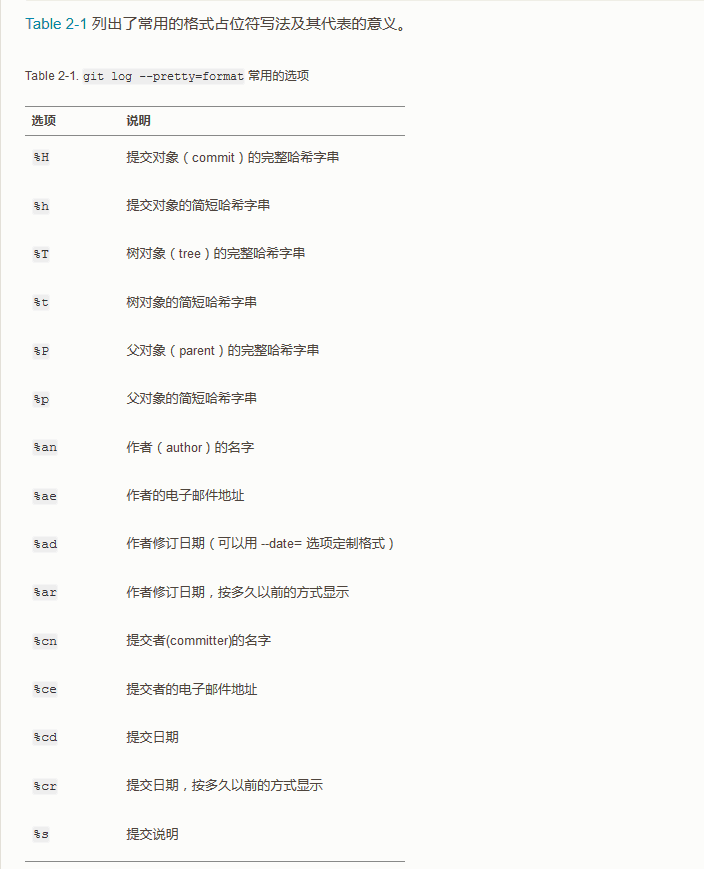 Table 2-1 列出了常用的格式占位符写法及其代表的意义。
Table 2-1. git log --pretty=format 常用的选项
选项 说明
%H 提交对象（commit）的完整哈希字串
%h 提交对象的简短哈希字串
%T 树对象（tree）的完整哈希字串
%t 树对象的简短哈希字串
%P 父对象（parent）的完整哈希字串
%p 父对象的简短哈希字串
%an 作者（author）的名字
%ae 作者的电子邮件地址
%ad 作者修订日期（可以用 --date= 选项定制格式）
%ar 作者修订日期，按多久以前的方式显示
%cn 提交者(committer)的名字
%ce 提交者的电子邮件地址
%cd 提交日期
%cr 提交日期，按多久以前的方式显示
%s 提交说明